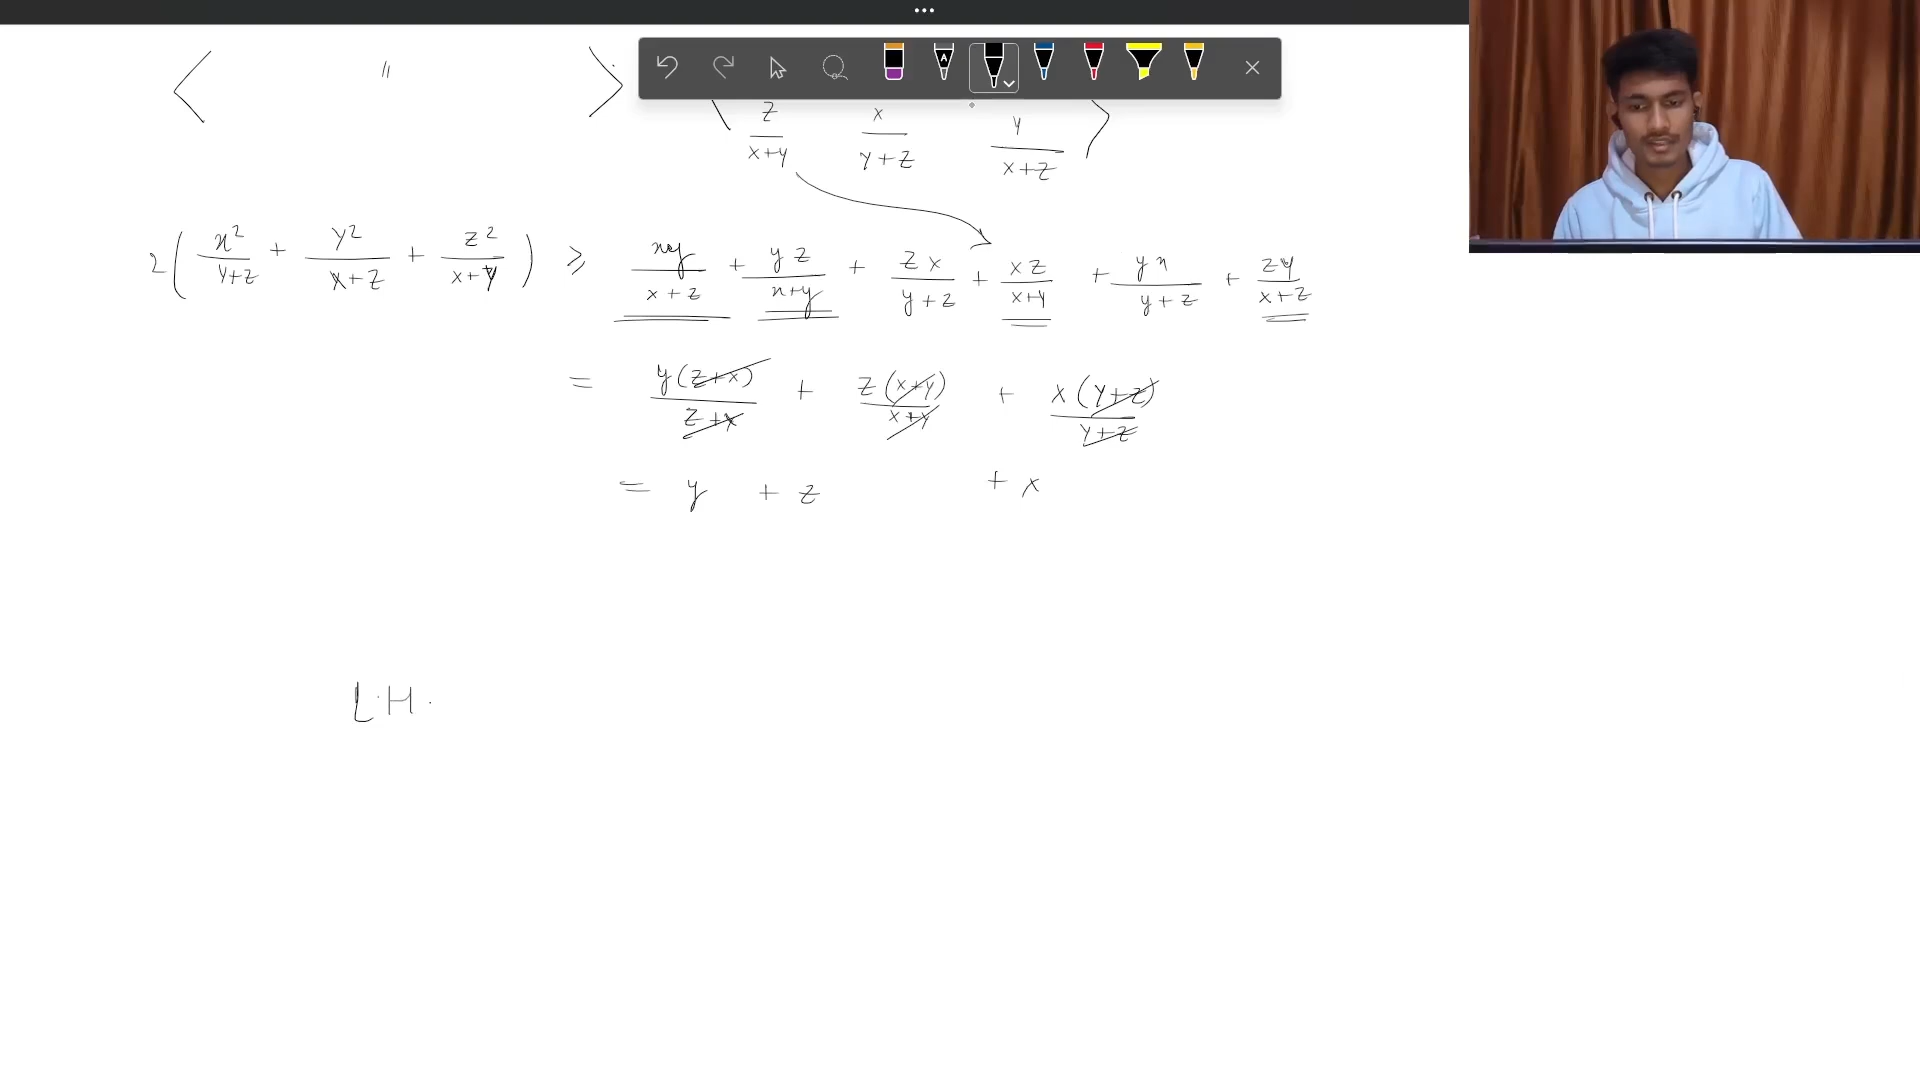 < 〃 > < z/(x+y) x/(y+z) y/(x+z) >
2( x²/(y+z) + y²/(x+z) + z²/(x+y) ) ≥ xy/(x+z) + yz/(x+y) + zx/(y+z) + xz/(x+y) + yx/(y+z) + zy/(x+z)
= y(z+x)/(z+x) + z(x+y)/(x+y) + x(y+z)/(y+z)
= y + z + x
L.H.